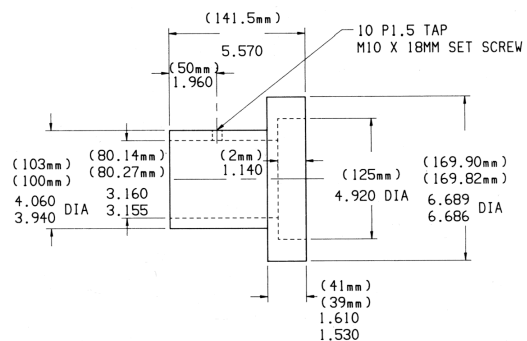 (141.5mm)
5.570
10 P1.5 TAP
M10 X 18MM SET SCREW
(50mm)
1.960
(103mm)
(100mm)
4.060
3.940 DIA
(80.14mm)
(80.27mm)
3.160
3.155
(2mm)
1.140
(125mm)
4.920 DIA
(169.90mm)
(169.82mm)
6.689
6.686 DIA
(41mm)
(39mm)
1.610
1.530